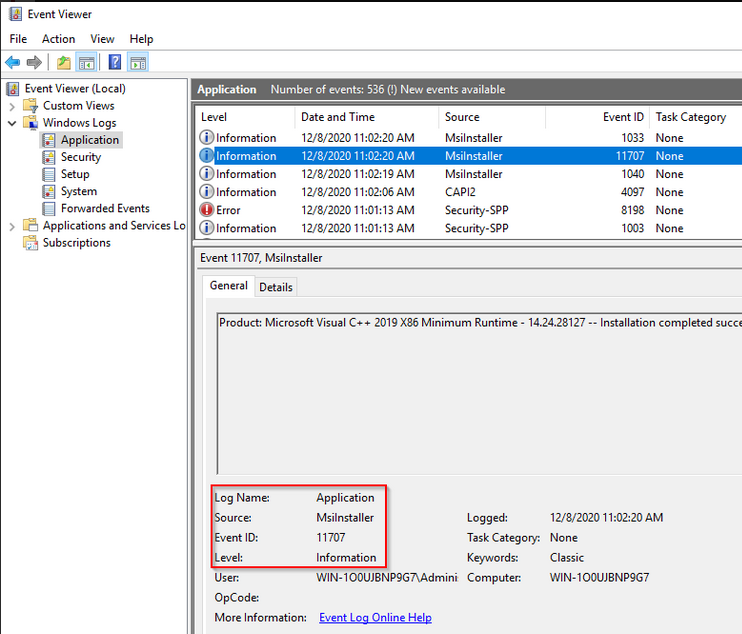 Event Viewer
File Action View Help
Event Viewer (Local)
Custom Views
Windows Logs
Application
Security
Setup
System
Forwarded Events
Applications and Services Lo
Subscriptions
Application Number of events: 536 (!) New events available
Level Date and Time Source Event ID Task Category
Information 12/8/2020 11:02:20 AM MsiInstaller 1033 None
Information 12/8/2020 11:02:20 AM MsiInstaller 11707 None
Information 12/8/2020 11:02:19 AM MsiInstaller 1040 None
Information 12/8/2020 11:02:06 AM CAPI2 4097 None
Error 12/8/2020 11:01:13 AM Security-SPP 8198 None
Information 12/8/2020 11:01:13 AM Security-SPP 1003 None
Event 11707, MsiInstaller
General Details
Product: Microsoft Visual C++ 2019 X86 Minimum Runtime - 14.24.28127 -- Installation completed succe
Log Name: Application
Source: MsiInstaller Logged: 12/8/2020 11:02:20 AM
Event ID: 11707 Task Category: None
Level: Information Keywords: Classic
User: WIN-1O0UJBNP9G7\Admini Computer: WIN-1O0UJBNP9G7
OpCode:
More Information: Event Log Online Help